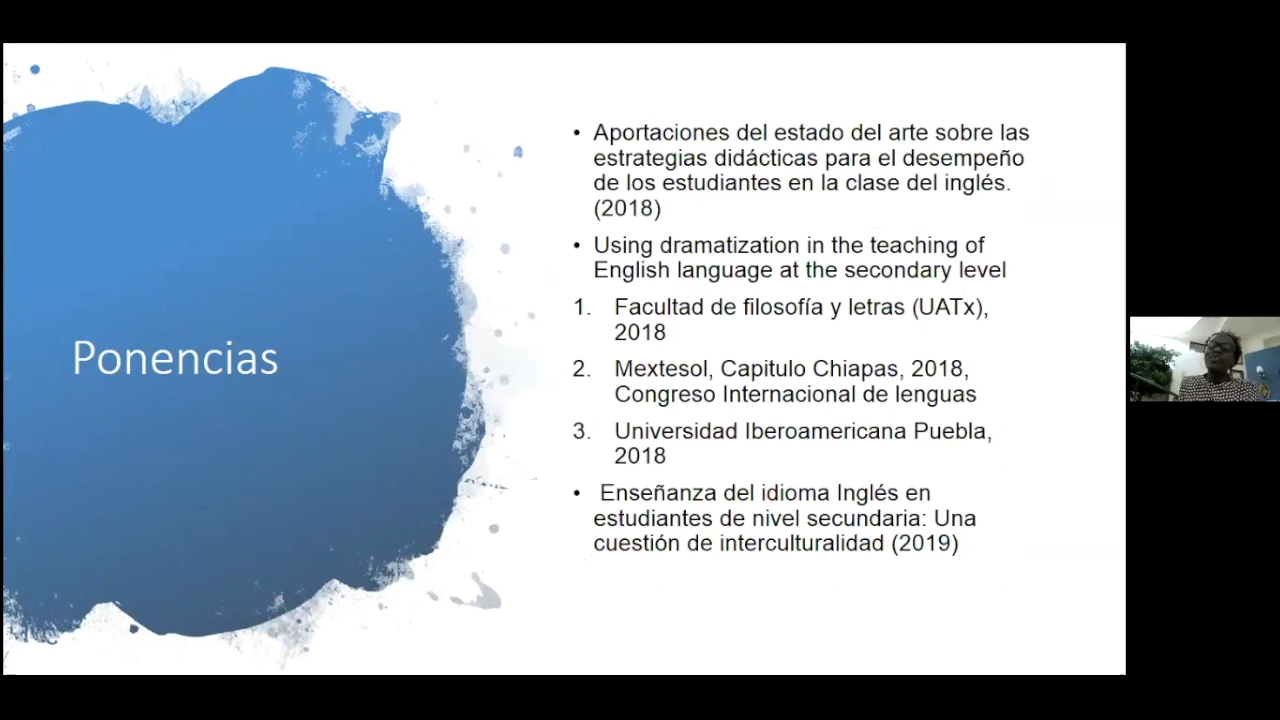 Ponencias
• Aportaciones del estado del arte sobre las
estrategias didácticas para el desempeño
de los estudiantes en la clase del inglés.
(2018)
• Using dramatization in the teaching of
English language at the secondary level
1. Facultad de filosofía y letras (UATx),
2018
2. Mextesol, Capitulo Chiapas, 2018,
Congreso Internacional de lenguas
3. Universidad Iberoamericana Puebla,
2018
• Enseñanza del idioma Inglés en
estudiantes de nivel secundaria: Una
cuestión de interculturalidad (2019)